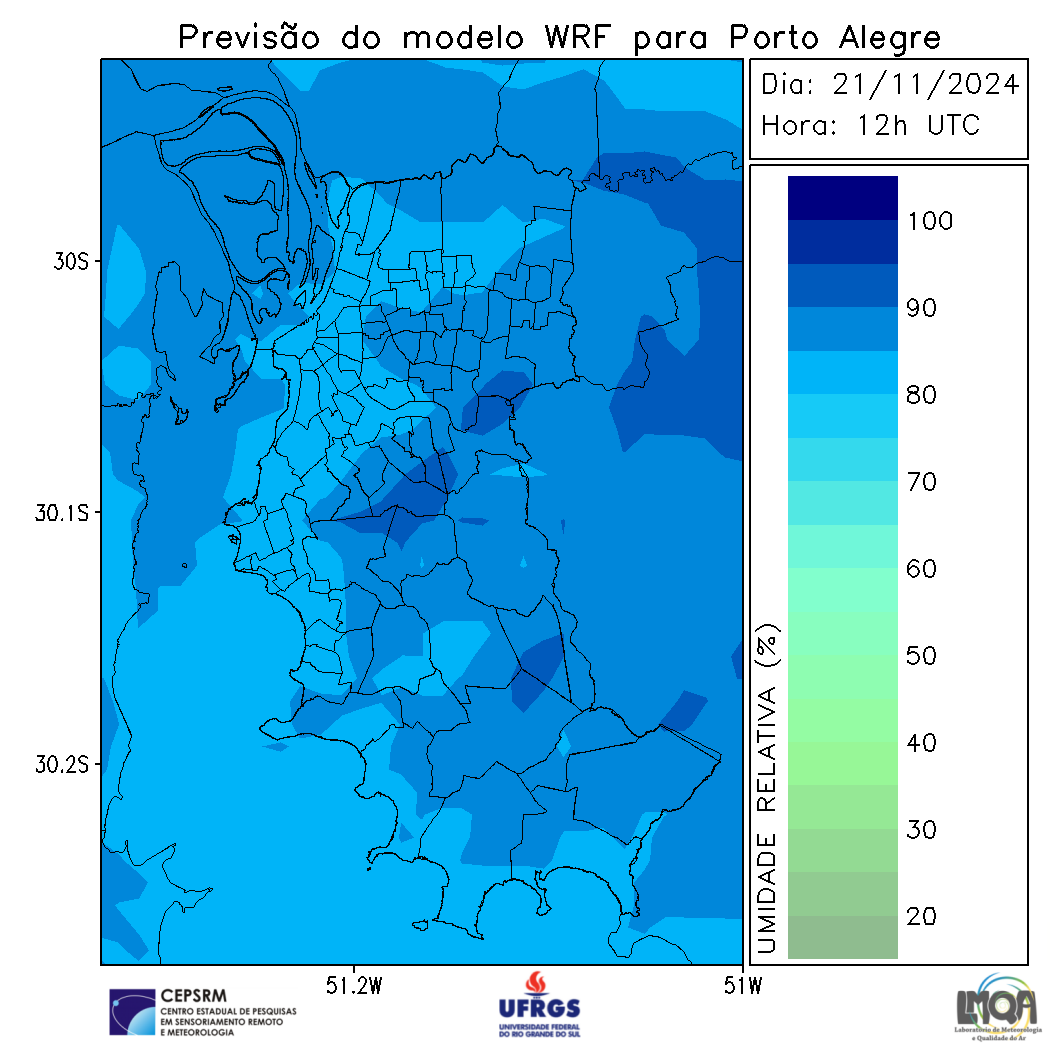 Previsão do modelo WRF para Porto Alegre
Dia: 21/11/2024
Hora: 12h UTC
30S
30.1S
30.2S
51.2W
51W
100
90
80
70
60
50
40
30
20
UMIDADE RELATIVA (%)
CEPSRM
CENTRO ESTADUAL DE PESQUISAS
EM SENSORIAMENTO REMOTO
E METEOROLOGIA
UFRGS
UNIVERSIDADE FEDERAL
DO RIO GRANDE DO SUL
LMQA
Laboratório de Meteorologia
e Qualidade do Ar